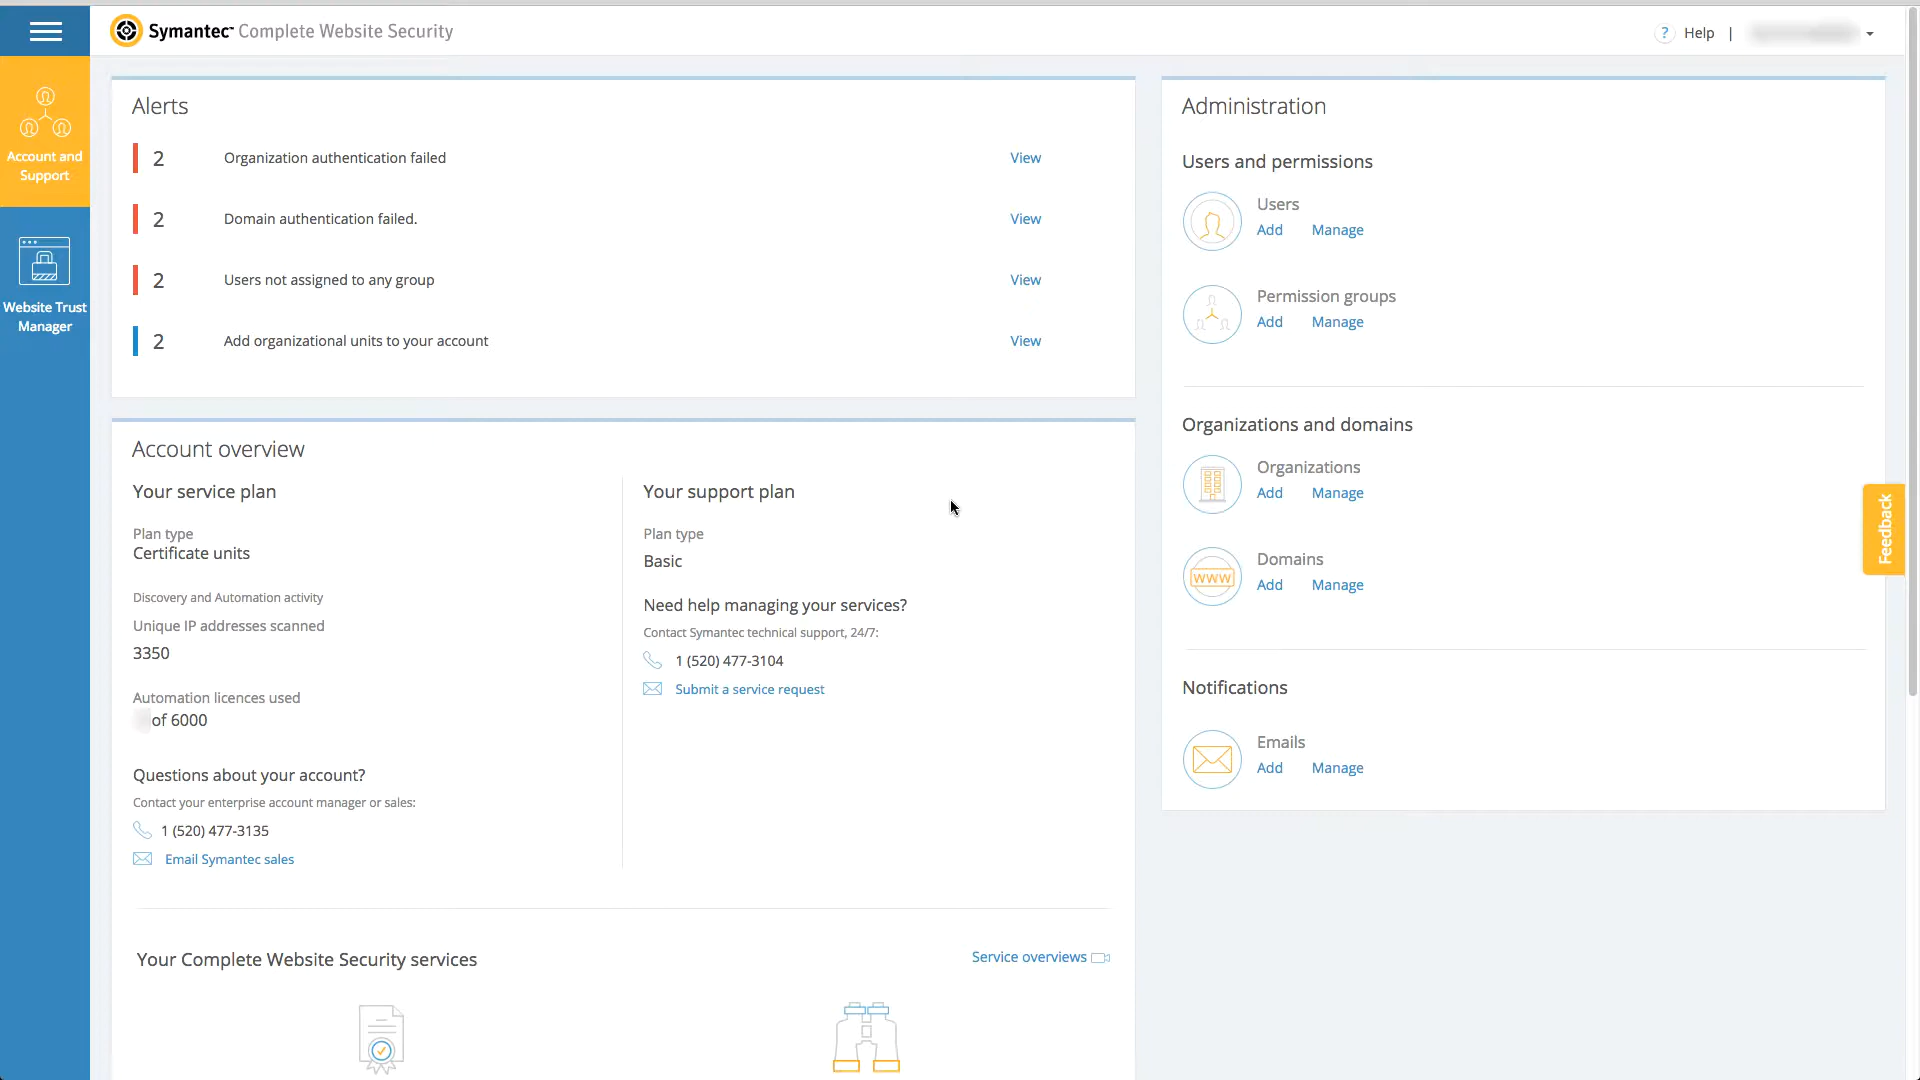 Symantec™ Complete Website Security
? Help |
Account and
Support
Website Trust
Manager
Alerts
2 Organization authentication failed View
2 Domain authentication failed. View
2 Users not assigned to any group View
2 Add organizational units to your account View
Account overview
Your service plan
Plan type
Certificate units
Discovery and Automation activity
Unique IP addresses scanned
3350
Automation licences used
of 6000
Questions about your account?
Contact your enterprise account manager or sales:
1 (520) 477-3135
Email Symantec sales
Your support plan
Plan type
Basic
Need help managing your services?
Contact Symantec technical support, 24/7:
1 (520) 477-3104
Submit a service request
Your Complete Website Security services
Service overviews
Administration
Users and permissions
Users
Add Manage
Permission groups
Add Manage
Organizations and domains
Organizations
Add Manage
www
Domains
Add Manage
Notifications
Emails
Add Manage
Feedback